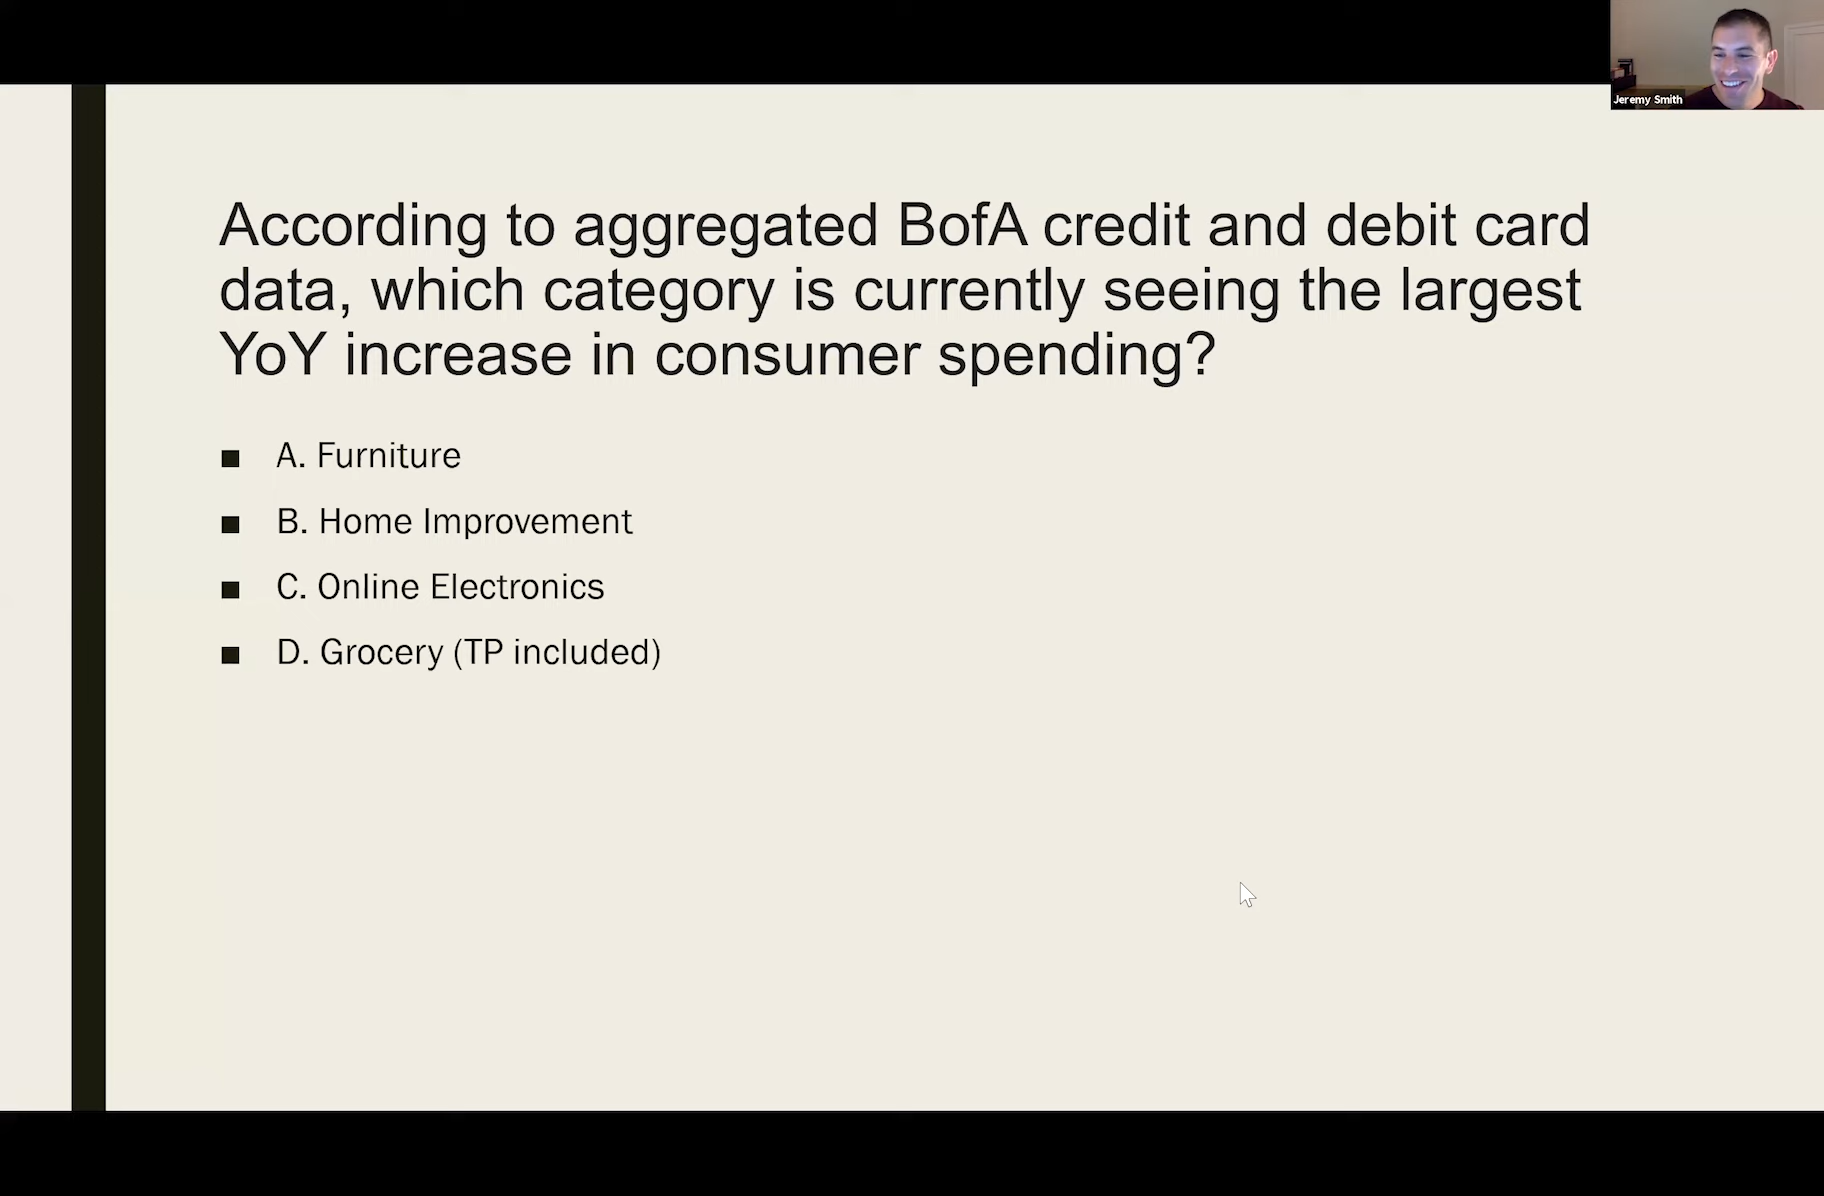 Jeremy Smith
According to aggregated BofA credit and debit card
data, which category is currently seeing the largest
YoY increase in consumer spending?
A. Furniture
B. Home Improvement
C. Online Electronics
D. Grocery (TP included)